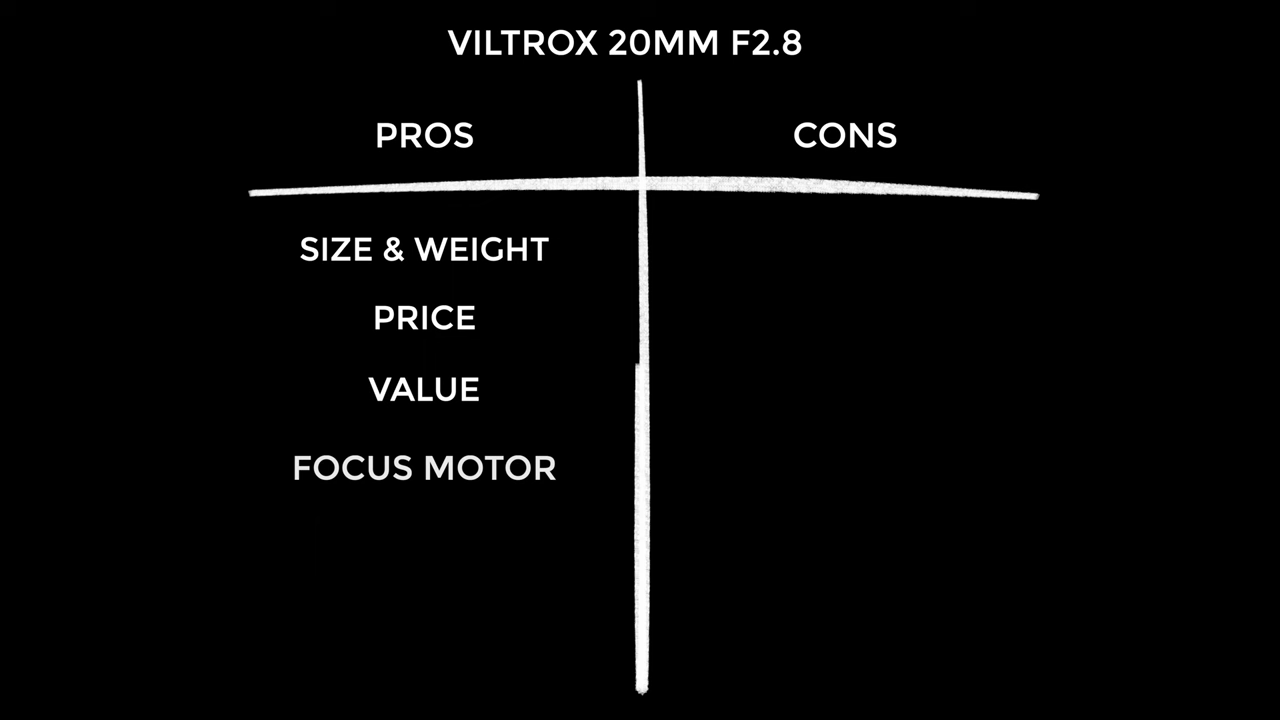 VILTROX 20MM F2.8
PROS
CONS
SIZE & WEIGHT
PRICE
VALUE
FOCUS MOTOR